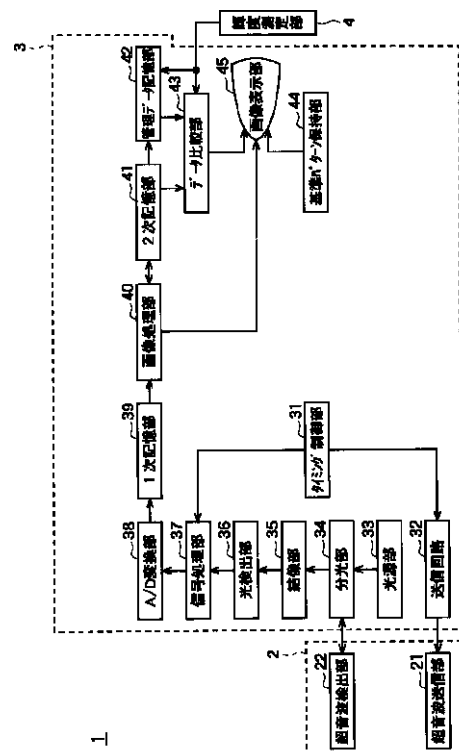 1
2
3
超音波検出部
22
超音波送信部
21
A/D変換部
38
信号処理部
37
光検出部
36
結像部
35
分光部
34
光源部
33
送信回路
32
タイミング制御部
31
1次記憶部
39
画像処理部
40
2次記憶部
41
管理データ記憶部
42
データ比較部
43
画像表示部
45
基準パターン保持部
44
輝度測定部
4